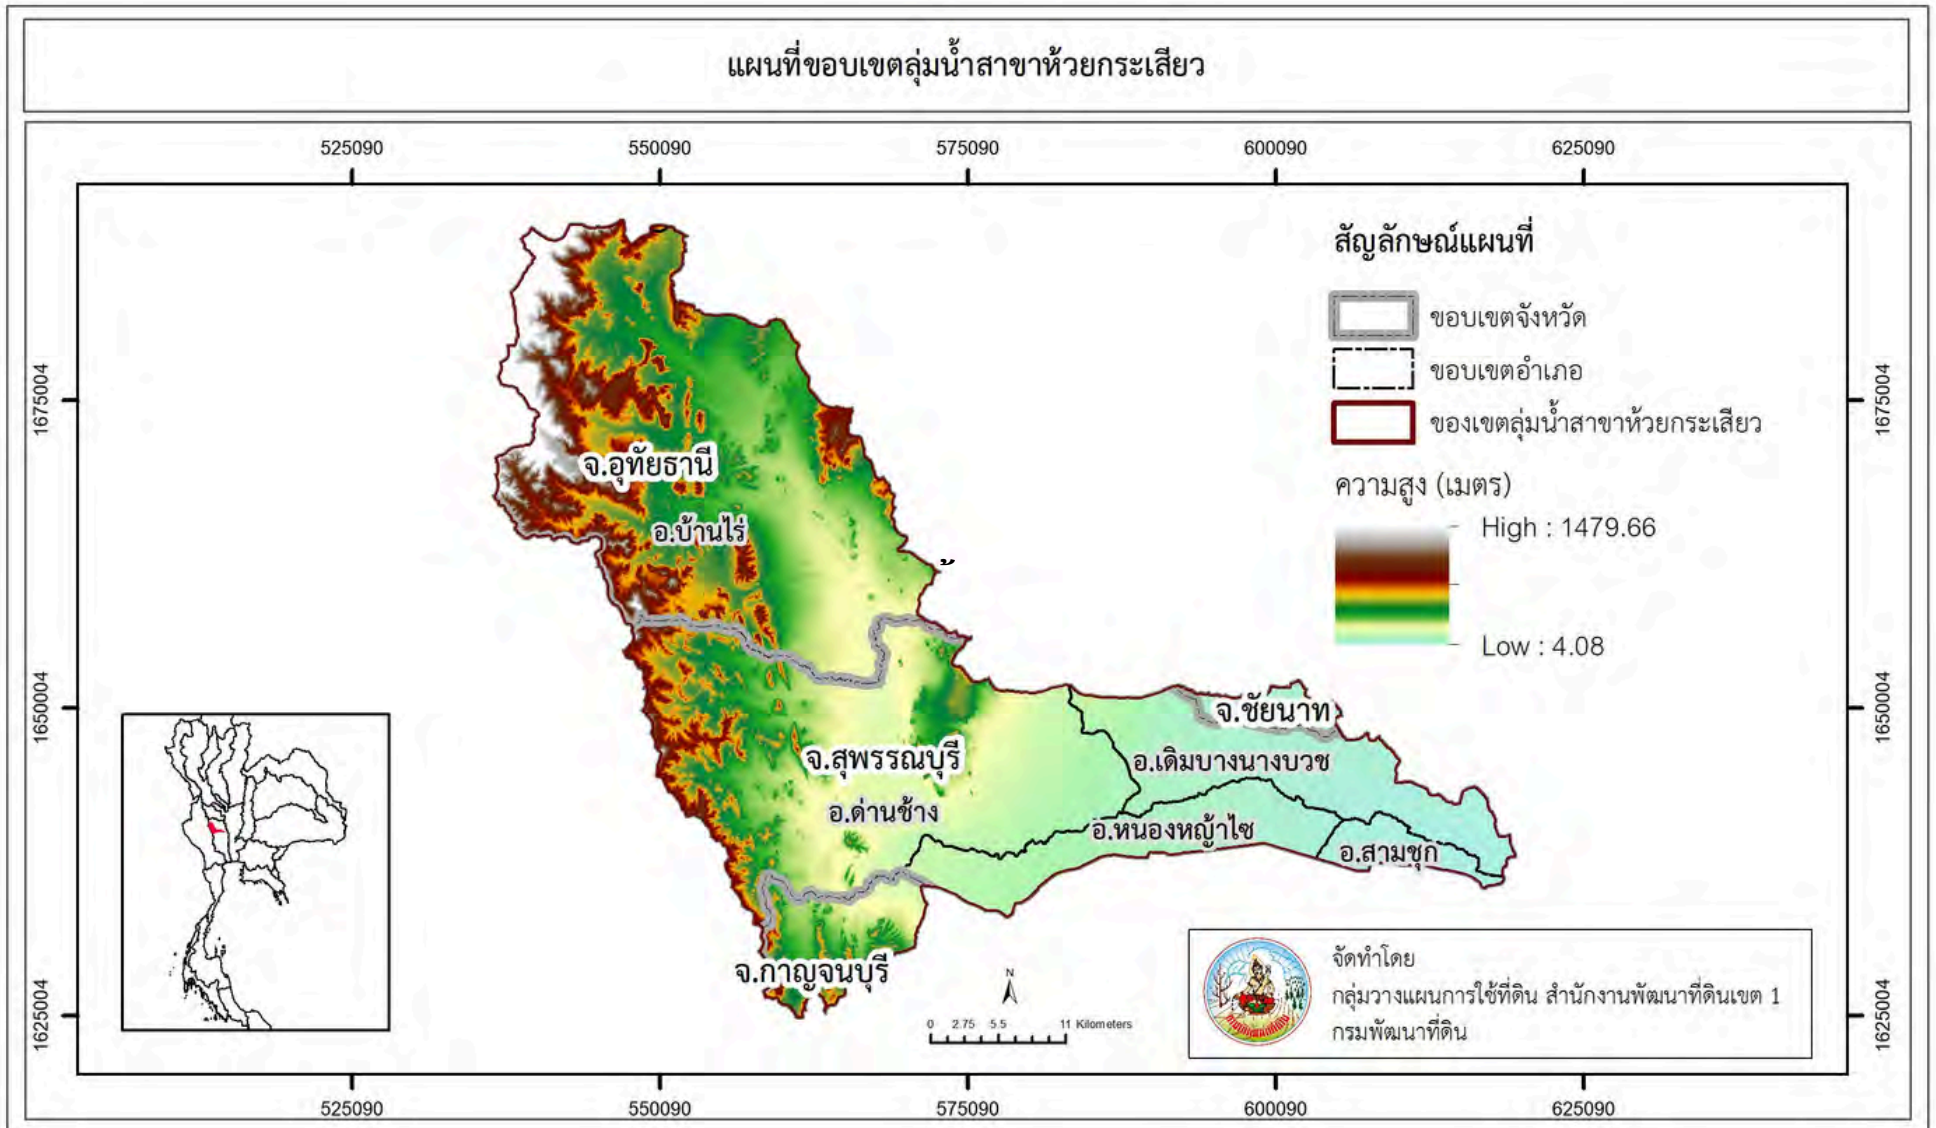 แผนที่ขอบเขตลุ่มน้ำสาขาห้วยกระเสียว
525090 550090 575090 600090 625090
สัญลักษณ์แผนที่
ขอบเขตจังหวัด
ขอบเขตอำเภอ
ของเขตลุ่มน้ำสาขาห้วยกระเสียว
ความสูง (เมตร)
High : 1479.66
Low : 4.08
1675004
1675004
1650004
1650004
1625004
1625004
จ.อุทัยธานี
อ.บ้านไร่
จ.ชัยนาท
จ.สุพรรณบุรี
อ.เดิมบางนางบวช
อ.ด่านช้าง
อ.หนองหญ้าไซ
อ.สามชุก
จ.กาญจนบุรี
N
0 2.75 5.5 11 Kilometers
จัดทำโดย
กลุ่มวางแผนการใช้ที่ดิน สำนักงานพัฒนาที่ดินเขต 1
กรมพัฒนาที่ดิน
525090 550090 575090 600090 625090